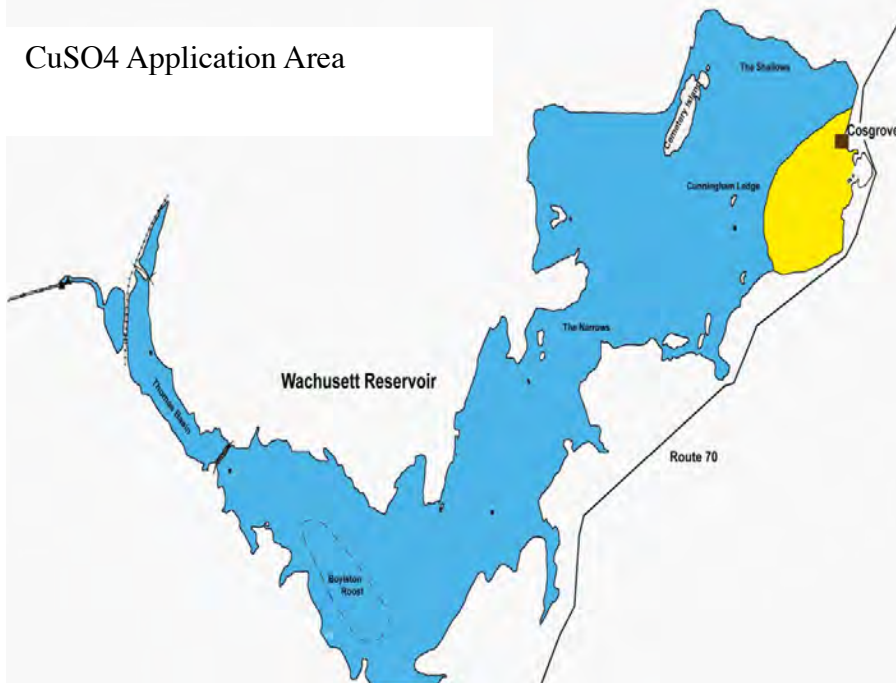 CuSO4 Application Area
The Shallows
Cemetery Island
Cosgrove
Cunningham Ledge
The Narrows
Wachusett Reservoir
Thomas Basin
Route 70
Boylston
Roost